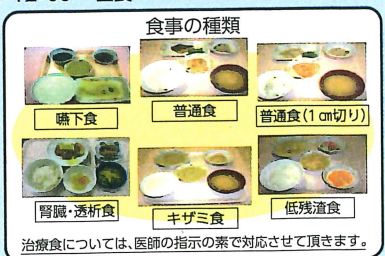 食事の種類
嚥下食
普通食
普通食(1㎝切り)
腎臓・透析食
キザミ食
低残渣食
治療食については、医師の指示の素で対応させて頂きます。